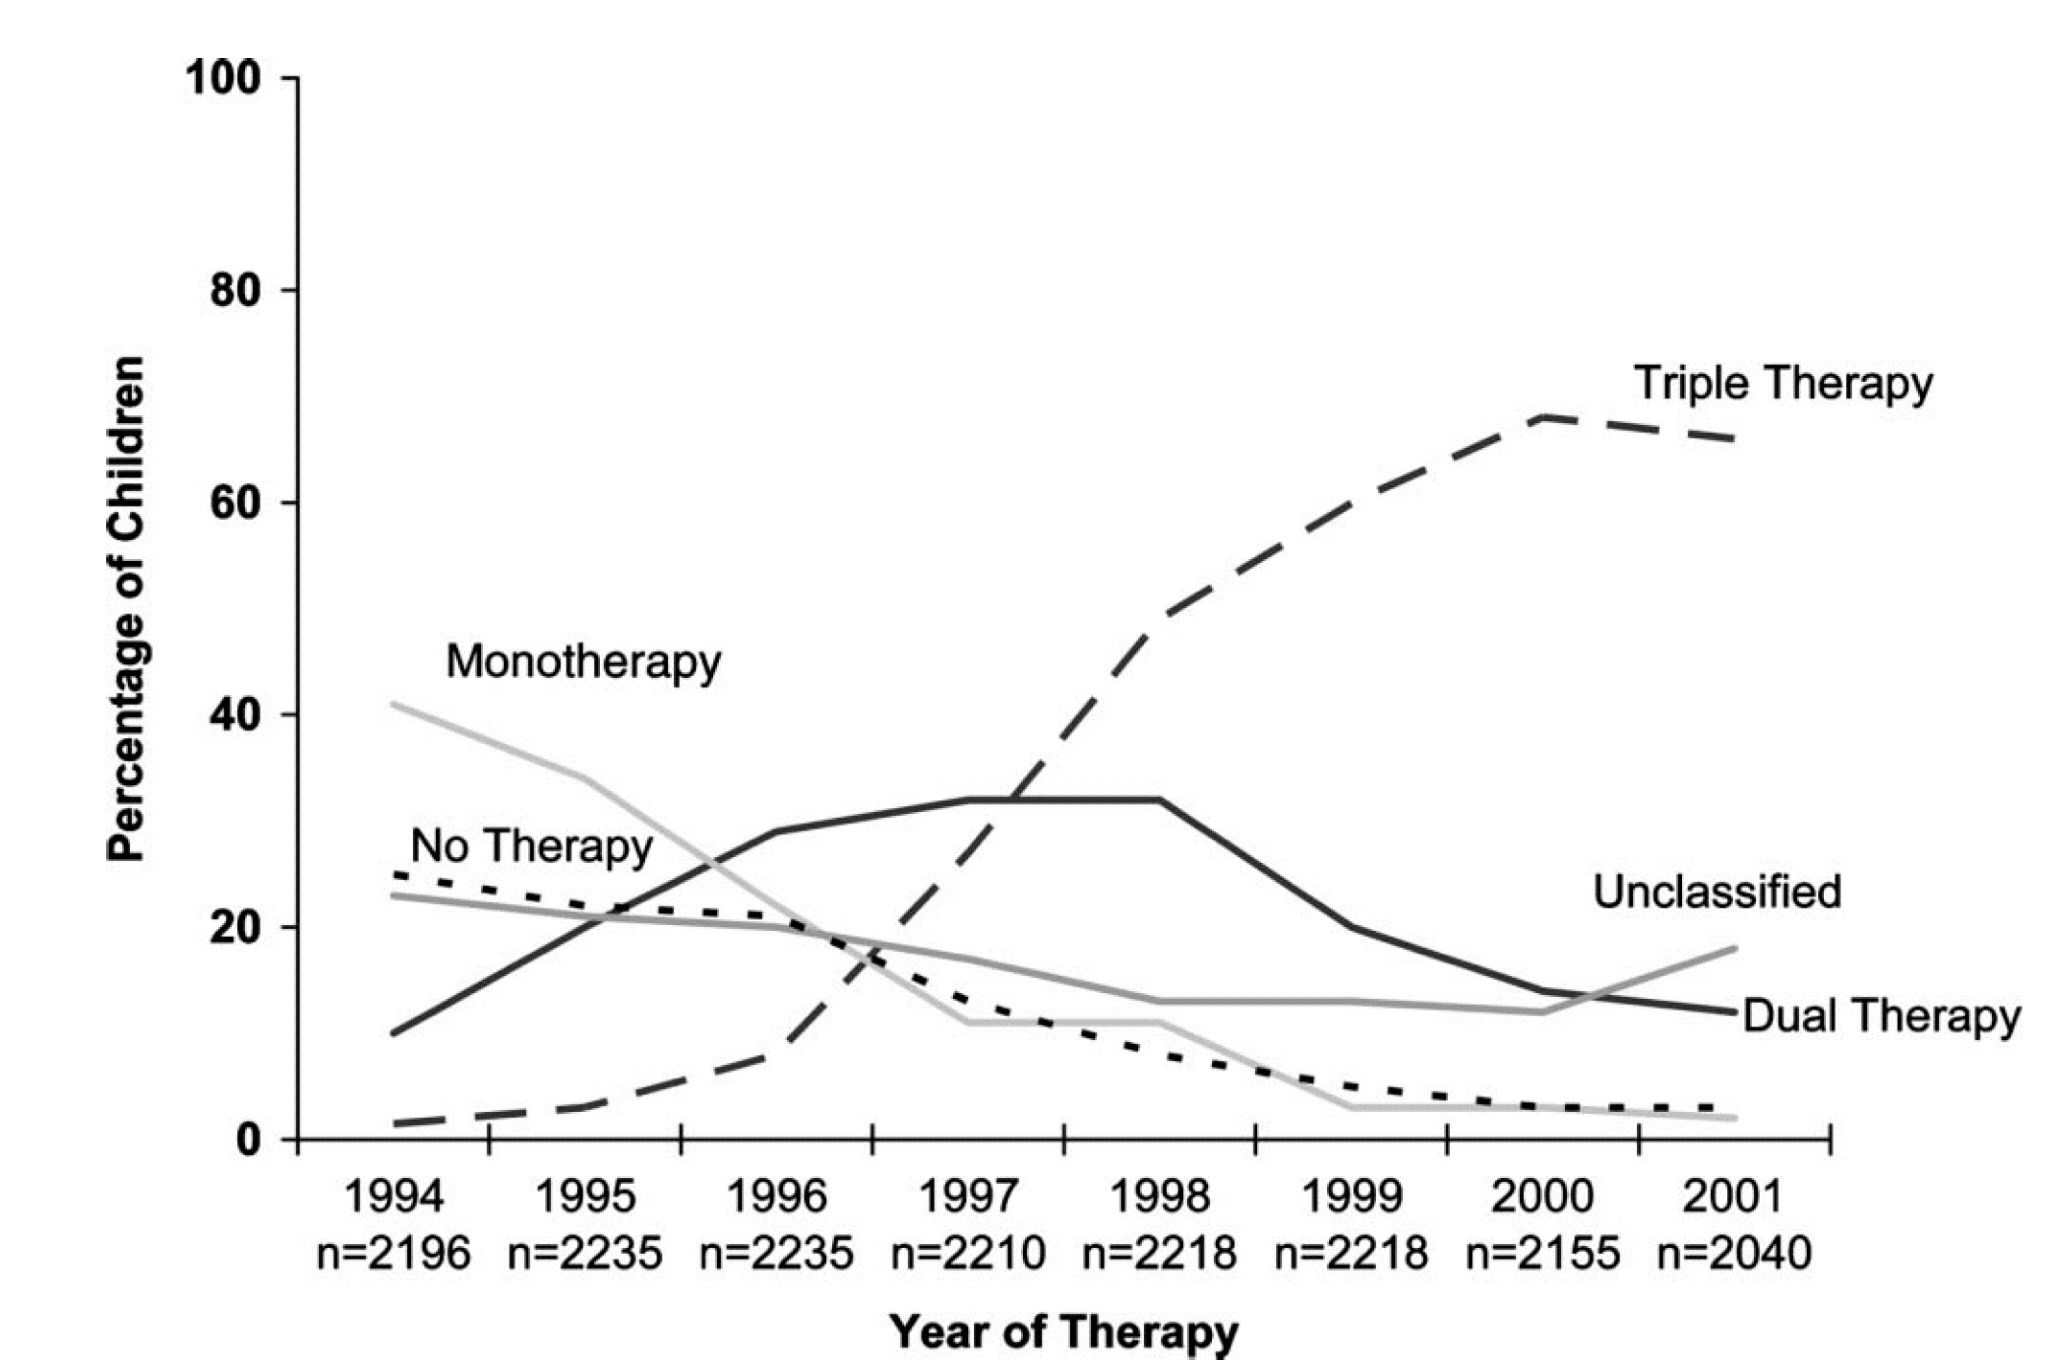 100
80
60
40
20
0
Percentage of Children
Triple Therapy
Monotherapy
No Therapy
Unclassified
Dual Therapy
1994 1995 1996 1997 1998 1999 2000 2001
n=2196 n=2235 n=2235 n=2210 n=2218 n=2218 n=2155 n=2040
Year of Therapy